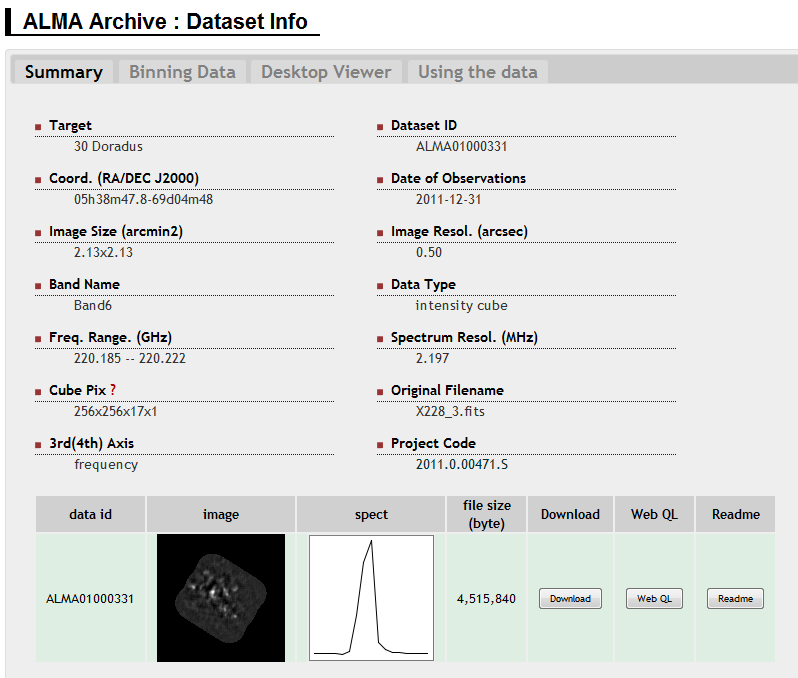 ALMA Archive : Dataset Info
Summary Binning Data Desktop Viewer Using the data
Target
30 Doradus
Dataset ID
ALMA01000331
Coord. (RA/DEC J2000)
05h38m47.8-69d04m48
Date of Observations
2011-12-31
Image Size (arcmin2)
2.13x2.13
Image Resol. (arcsec)
0.50
Band Name
Band6
Data Type
intensity cube
Freq. Range. (GHz)
220.185 -- 220.222
Spectrum Resol. (MHz)
2.197
Cube Pix ?
256x256x17x1
Original Filename
X228_3.fits
3rd(4th) Axis
frequency
Project Code
2011.0.00471.S
data id image spect file size (byte) Download Web QL Readme
ALMA01000331 4,515,840 Download Web QL Readme